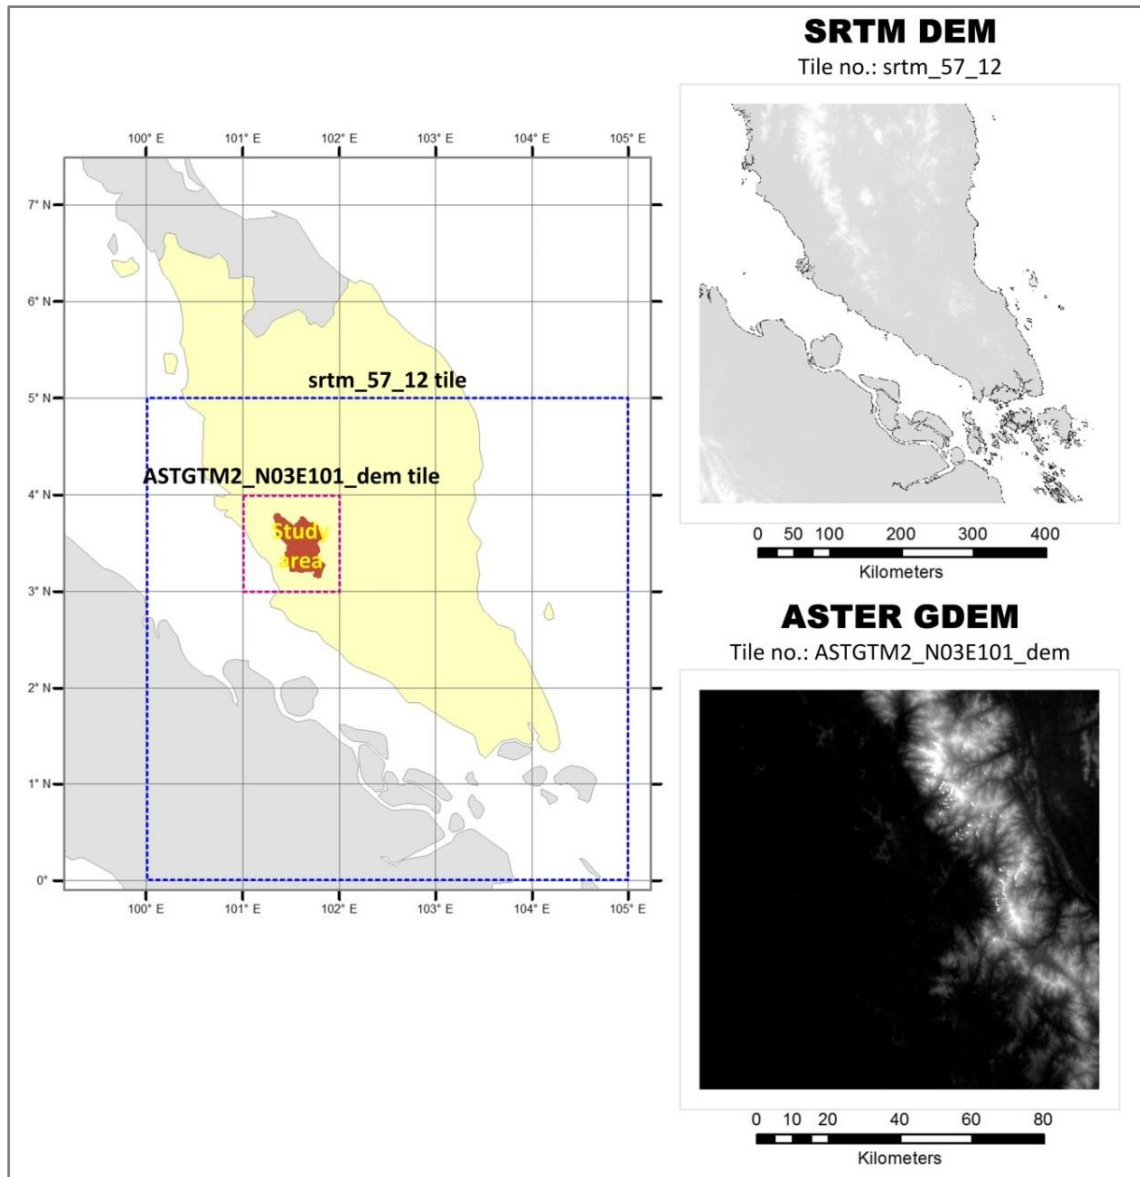 SRTM DEM
Tile no.: srtm_57_12
100° E 101° E 102° E 103° E 104° E 105° E
7° N
6° N
srtm_57_12 tile
5° N
ASTGTM2_N03E101_dem tile
4° N
Study
area
3° N
2° N
1° N
0°
100° E 101° E 102° E 103° E 104° E 105° E
0 50 100 200 300 400
Kilometers
ASTER GDEM
Tile no.: ASTGTM2_N03E101_dem
0 10 20 40 60 80
Kilometers